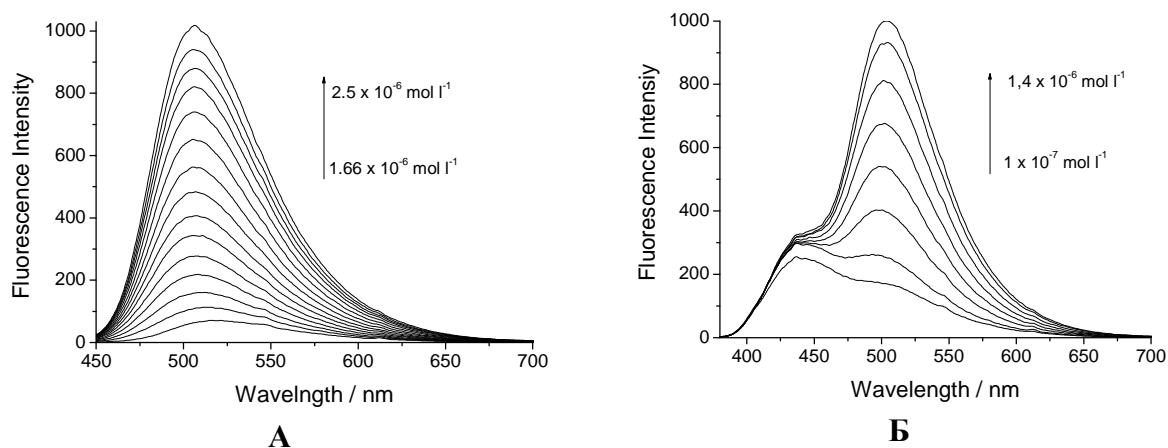 1000
800
600
400
200
0
Fluorescence Intensity
2.5 x 10⁻⁶ mol l⁻¹
1.66 x 10⁻⁶ mol l⁻¹
450 500 550 600 650 700
Wavelngth / nm
А
1000
800
600
400
200
0
Fluorescence Intensiy
1,4 x 10⁻⁶ mol l⁻¹
1 x 10⁻⁷ mol l⁻¹
400 450 500 550 600 650 700
Wavelength / nm
Б